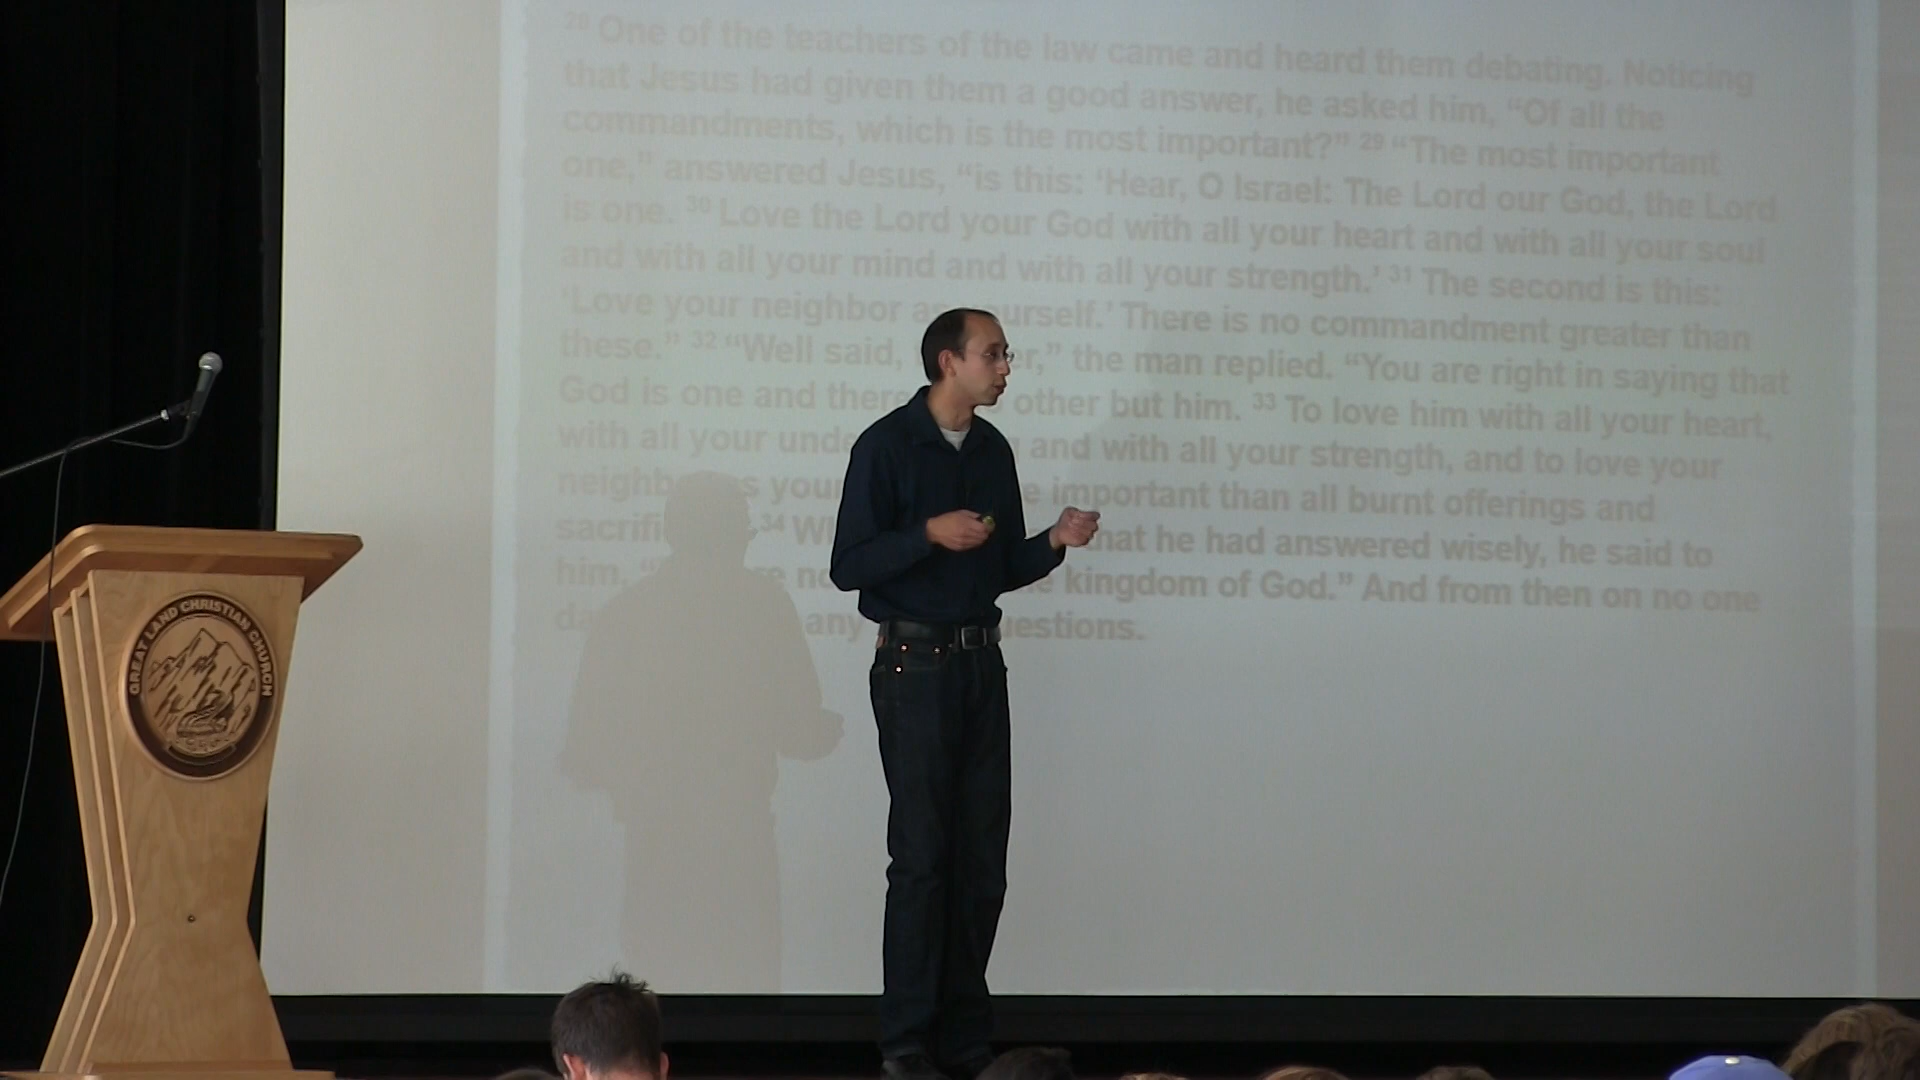 28 One of the teachers of the law came and heard them debating. Noticing
that Jesus had given them a good answer, he asked him, “Of all the
commandments, which is the most important?” 29 “The most important
one,” answered Jesus, “is this: ‘Hear, O Israel: The Lord our God, the Lord
is one. 30 Love the Lord your God with all your heart and with all your soul
and with all your mind and with all your strength.’ 31 The second is this:
‘Love your neighbor as yourself.’ There is no commandment greater than
these.” 32 “Well said, er,” the man replied. “You are right in saying that
God is one and there other but him. 33 To love him with all your heart,
with all your and with all your strength, and to love your
as important than all burnt offerings and
34 that he had answered wisely, he said to
him. kingdom of God.” And from then on no one
any questions.
GREAT LAND CHRISTIAN CHURCH